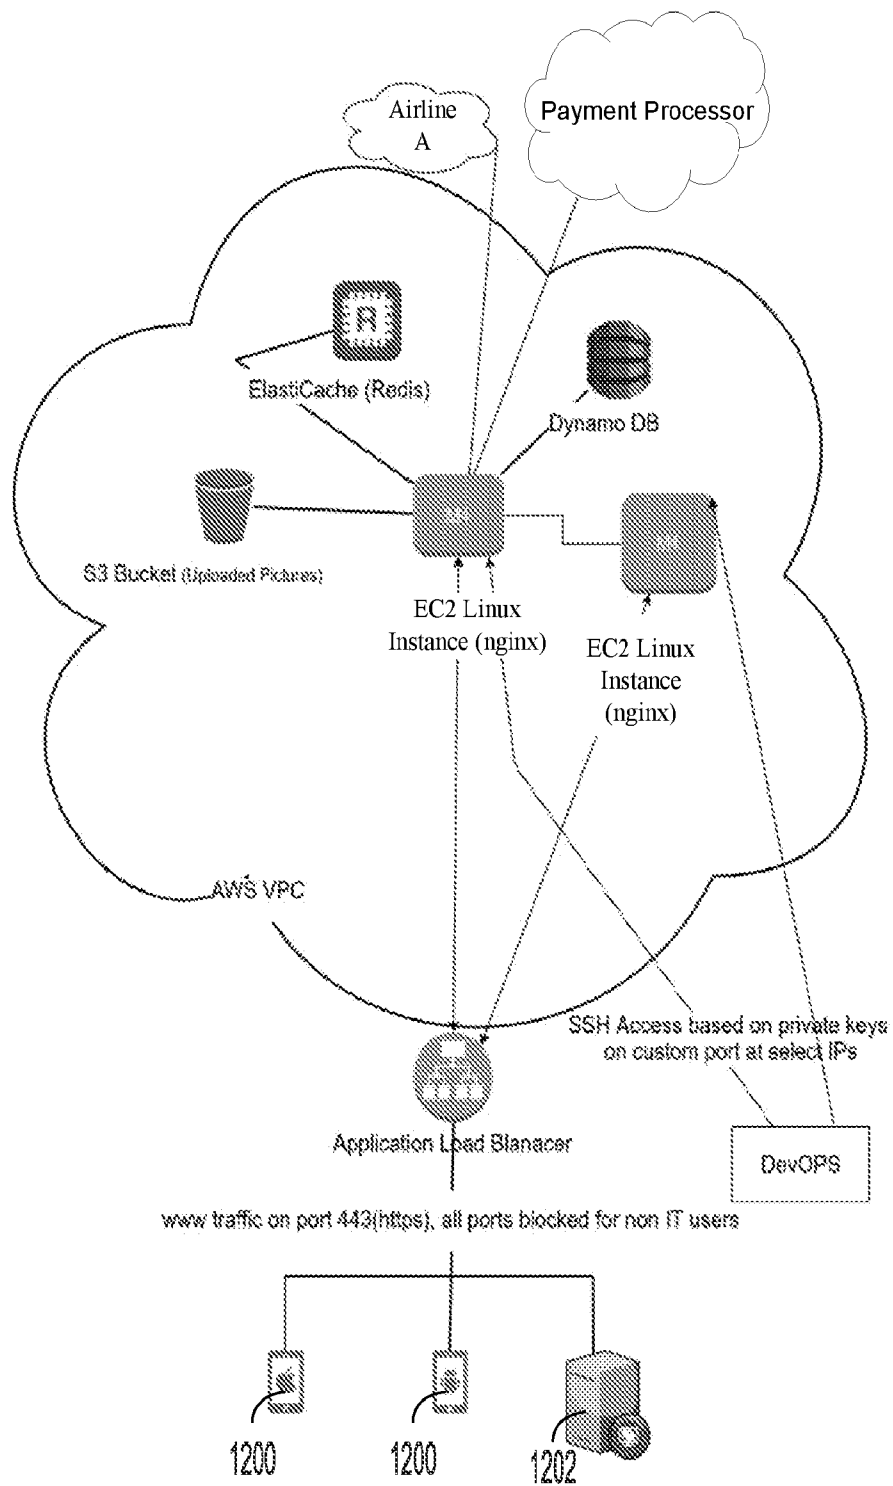 Airline
A
Payment Processor
R
ElastiCache (Redis)
Dynamo DB
S3 Bucket (Uploaded Pictures)
EC2 Linux
Instance (nginx)
EC2 Linux
Instance
(nginx)
AWS VPC
SSH Access based on private keys
on custom port at select IPs
Application Load Blanacer
DevOPS
www traffic on port 443(https), all ports blocked for non IT users
1200
1200
1202